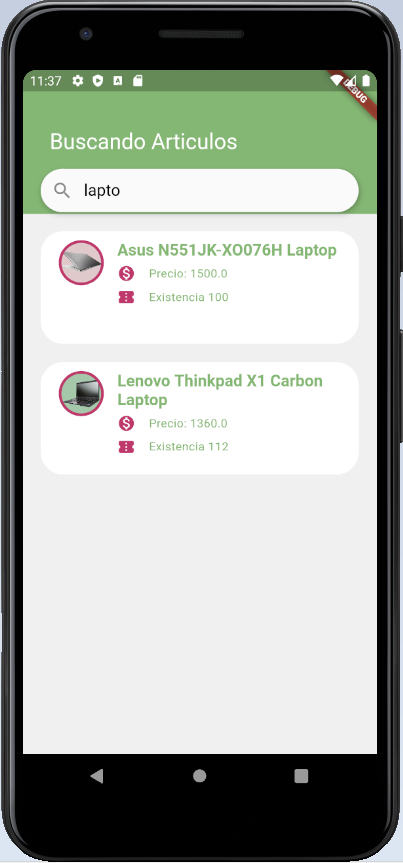 11:37
DEBUG
Buscando Articulos
lapto
Asus N551JK-XO076H Laptop
Precio: 1500.0
Existencia 100
Lenovo Thinkpad X1 Carbon
Laptop
Precio: 1360.0
Existencia 112